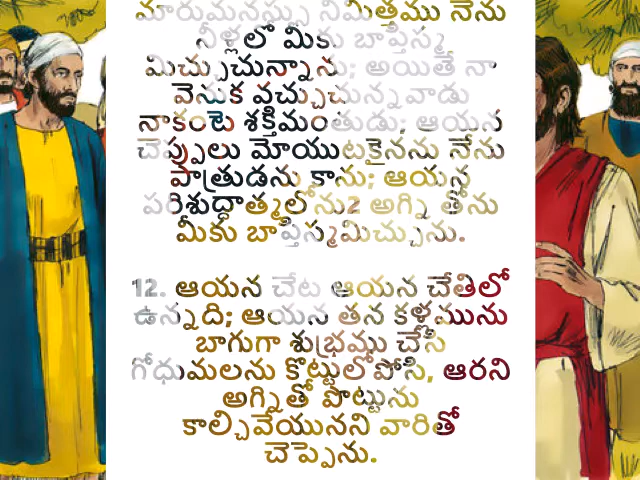 మారుమనస్సు నిమిత్తము నేను
నీళ్లలో మీకు బాప్తిస్మ
మిచ్చుచున్నాను; అయితే నా
వెనుక వచ్చుచున్నవాడు
నాకంటె శక్తిమంతుడు; ఆయన
చెప్పులు మోయుటకైనను నేను
పాత్రుడను కాను; ఆయన
పరిశుద్ధాత్మలోను2 అగ్ని తోను
మీకు బాప్తిస్మమిచ్చును.
12. ఆయన చేట ఆయన చేతిలో
ఉన్నది; ఆయన తన కళ్లమును
బాగుగా శుభ్రము చేసి
గోధుమలను కొట్టులోపోసి, ఆరని
అగ్నితో పొట్టును
కాల్చివేయునని వారితో
చెప్పెను.